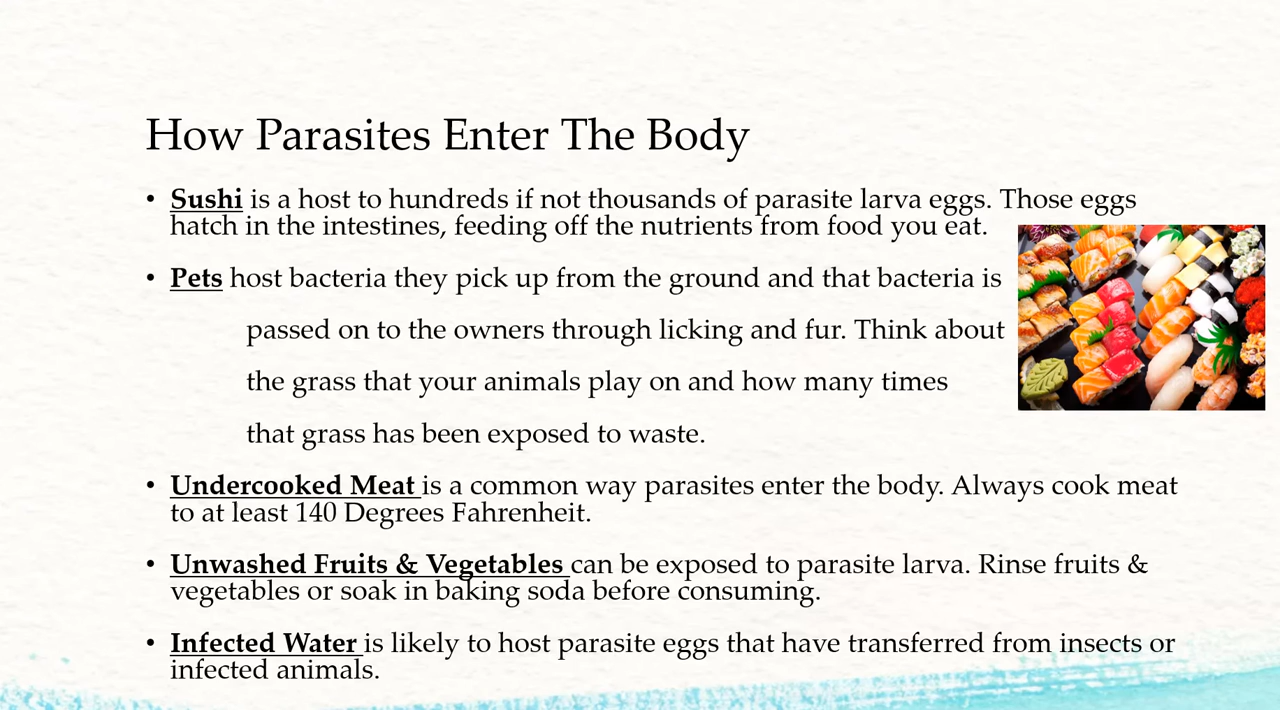 How Parasites Enter The Body
• Sushi is a host to hundreds if not thousands of parasite larva eggs. Those eggs
hatch in the intestines, feeding off the nutrients from food you eat.
• Pets host bacteria they pick up from the ground and that bacteria is
passed on to the owners through licking and fur. Think about
the grass that your animals play on and how many times
that grass has been exposed to waste.
• Undercooked Meat is a common way parasites enter the body. Always cook meat
to at least 140 Degrees Fahrenheit.
• Unwashed Fruits & Vegetables can be exposed to parasite larva. Rinse fruits &
vegetables or soak in baking soda before consuming.
• Infected Water is likely to host parasite eggs that have transferred from insects or
infected animals.